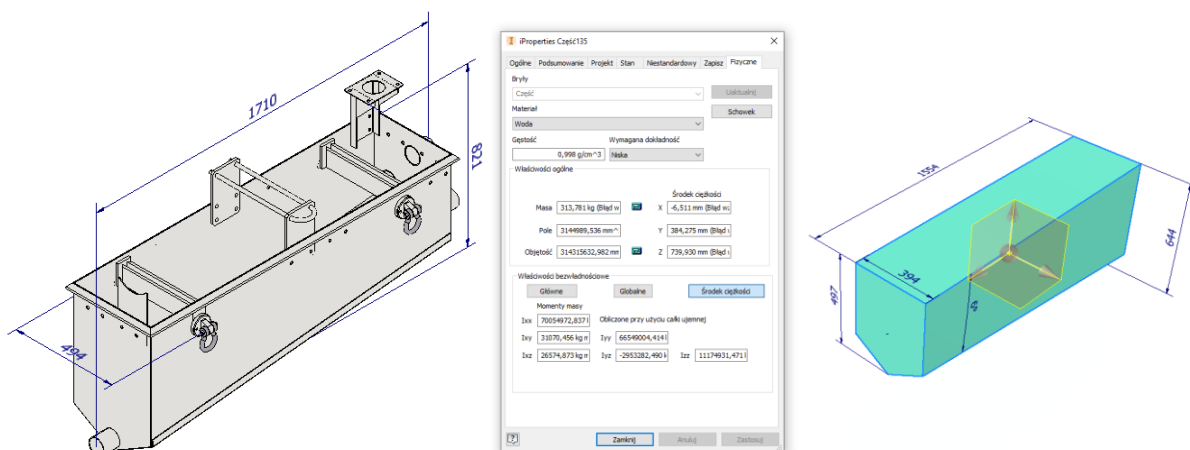 1710
821
494
iProperties Część135
Ogólne Podsumowanie Projekt Stan Niestandardowy Zapisz Fizyczne
Bryły
Część
Uaktualnij
Materiał
Schowek
Woda
Gęstość Wymagana dokładność
0,998 g/cm^3 Niska
Właściwości ogólne
Środek ciężkości
Masa 313,781 kg (Błąd w X -6,511 mm (Błąd wz
Pole 3144989,536 mm^ Y 384,275 mm (Błąd
Objętość 314315632,982 mm Z 739,930 mm (Błąd
Właściwości bezwładnościowe
Główne Globalne Środek ciężkości
Momenty masy
Ixx 70054972,837 Obliczone przy użyciu całki ujemnej
Ixy 31070,456 kg m Iyy 66549004,414
Ixz 26574,873 kg m Iyz -2953282,490 k Izz 11174931,471
Zamknij Anuluj Zastosuj
1554
394
497
644